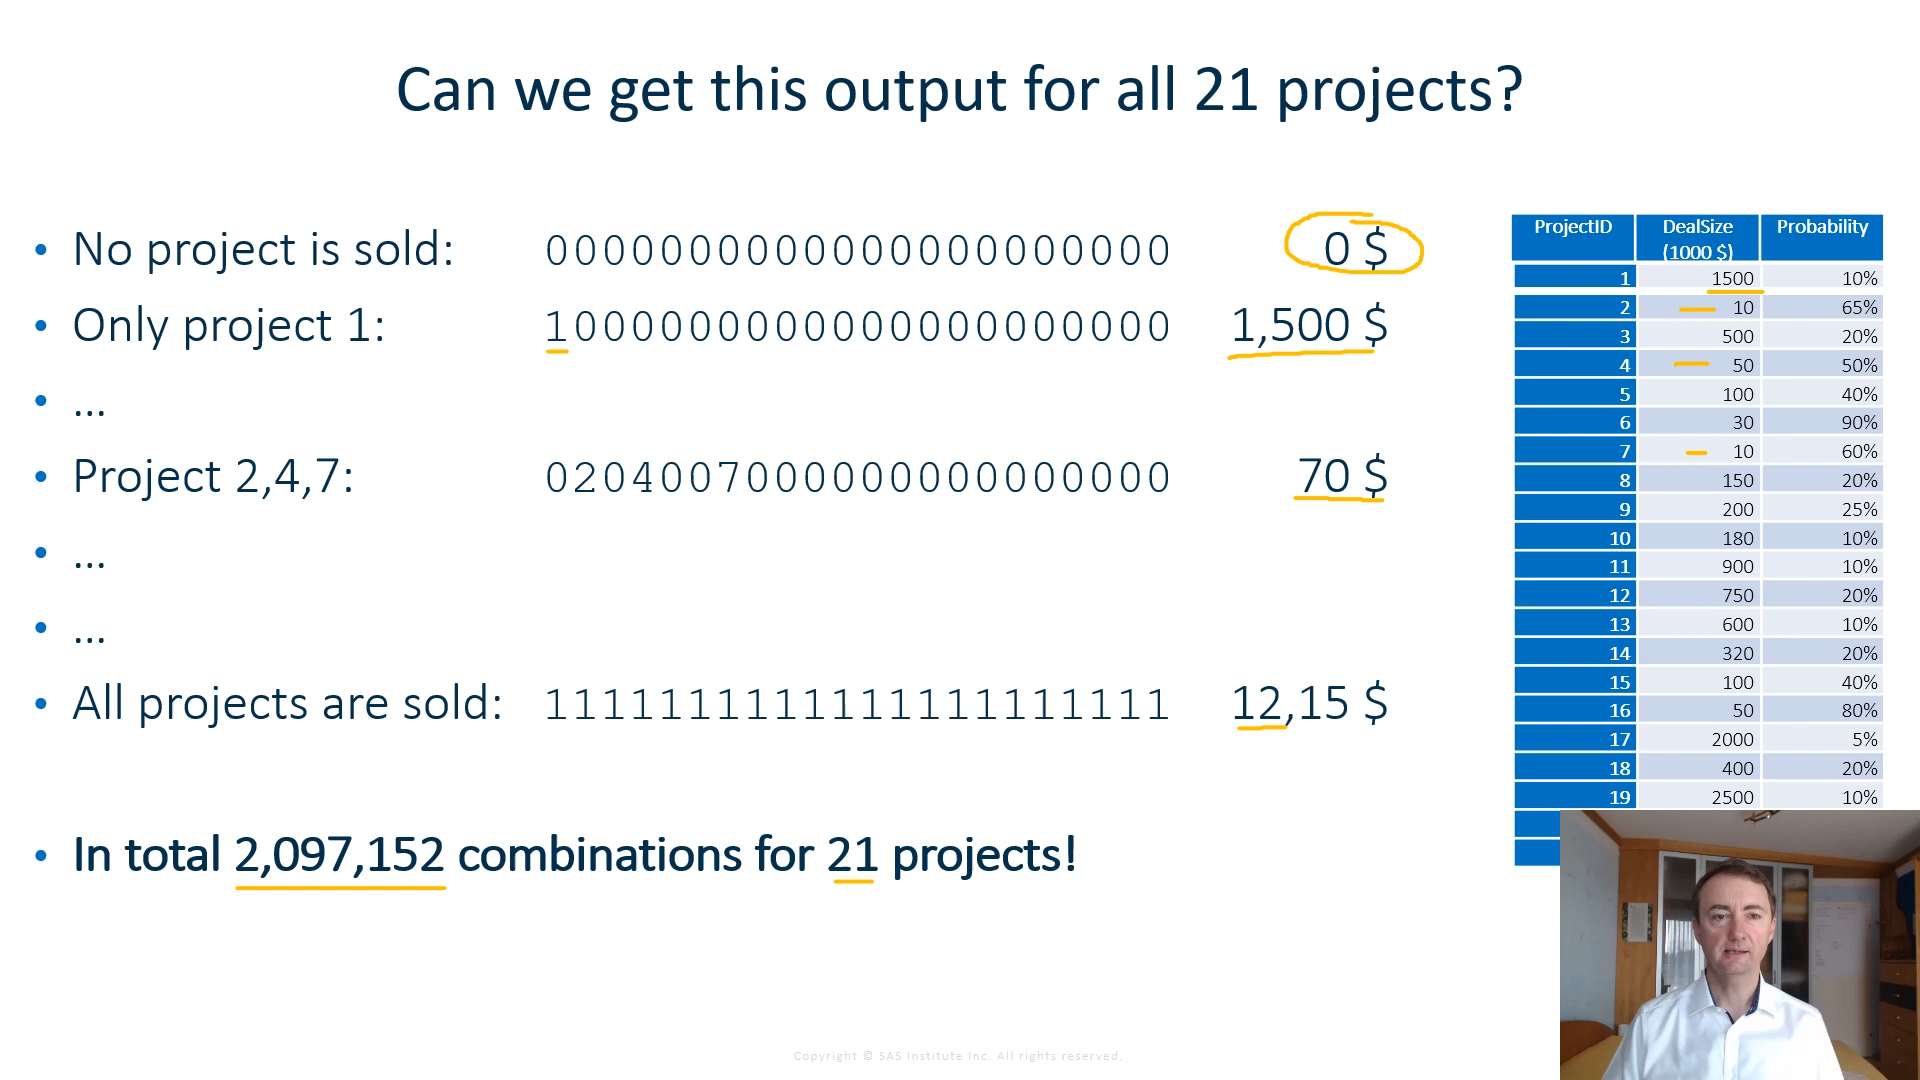 Can we get this output for all 21 projects?
• No project is sold: 0000000000000000000000 0 $
• Only project 1: 1000000000000000000000 1,500 $
• ...
• Project 2,4,7: 0204007000000000000000 70 $
• ...
• ...
• All projects are sold: 1111111111111111111111 12,15 $
• In total 2,097,152 combinations for 21 projects!
ProjectID DealSize (1000 $) Probability
1 1500 10%
2 10 65%
3 500 20%
4 50 50%
5 100 40%
6 30 90%
7 10 60%
8 150 20%
9 200 25%
10 180 10%
11 900 10%
12 750 20%
13 600 10%
14 320 20%
15 100 40%
16 50 80%
17 2000 5%
18 400 20%
19 2500 10%
Copyright © SAS Institute Inc. All rights reserved.